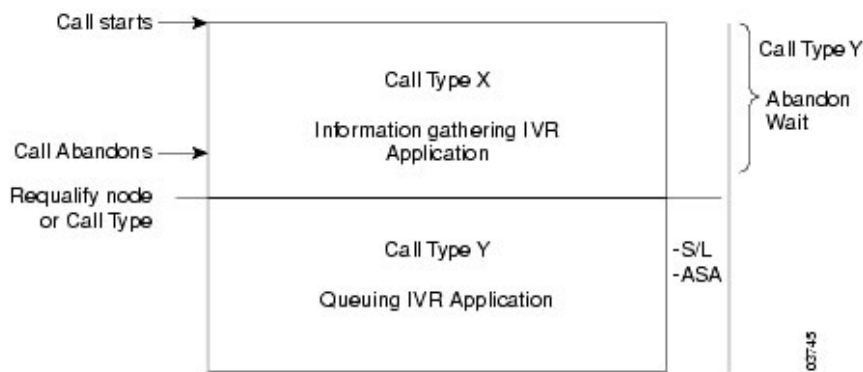 Call starts
Call Type X
Information gathering IVR
Application
Call Type Y
Abandon
Wait
Call Abandons
Requalify node
or Call Type
Call Type Y
Queuing IVR Application
-S/L
-ASA
63745